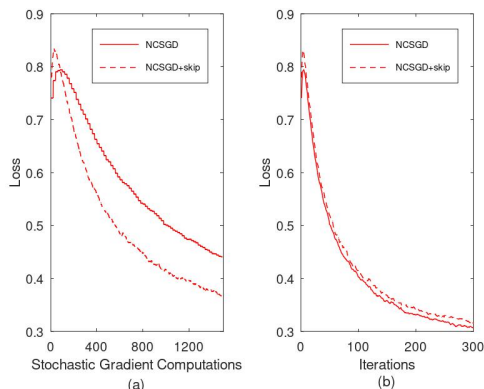 0.9
0.8
0.7
0.6
0.5
0.4
0.3
Loss
NCSGD
NCSGD+skip
0
400
800
1200
Stochastic Gradient Computations
(a)
0.9
0.8
0.7
0.6
0.5
0.4
0.3
Loss
NCSGD
NCSGD+skip
0
100
200
300
Iterations
(b)